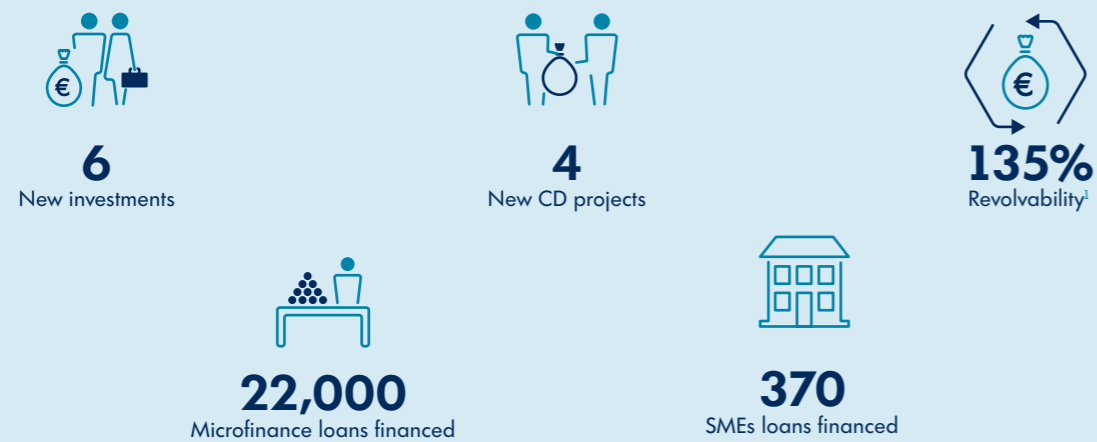 €
€
6
New investments
4
New CD projects
135%
Revolvability¹
22,000
Microfinance loans financed
370
SMEs loans financed